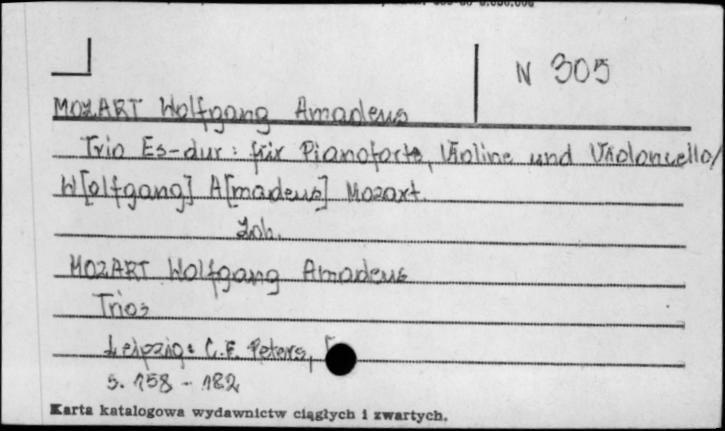 N 305
MOZART Wolfgang Amadeus
Trio Es-dur : für Pianoforte, Violine und Violoncello/
W[olfgang] A[madeus] Mozart.
Zob.
MOZART Wolfgang Amadeus
Trios
Leipzig : C.F. Peters, [
s. 158 - 182
Karta katalogowa wydawnictw ciągłych i zwartych.